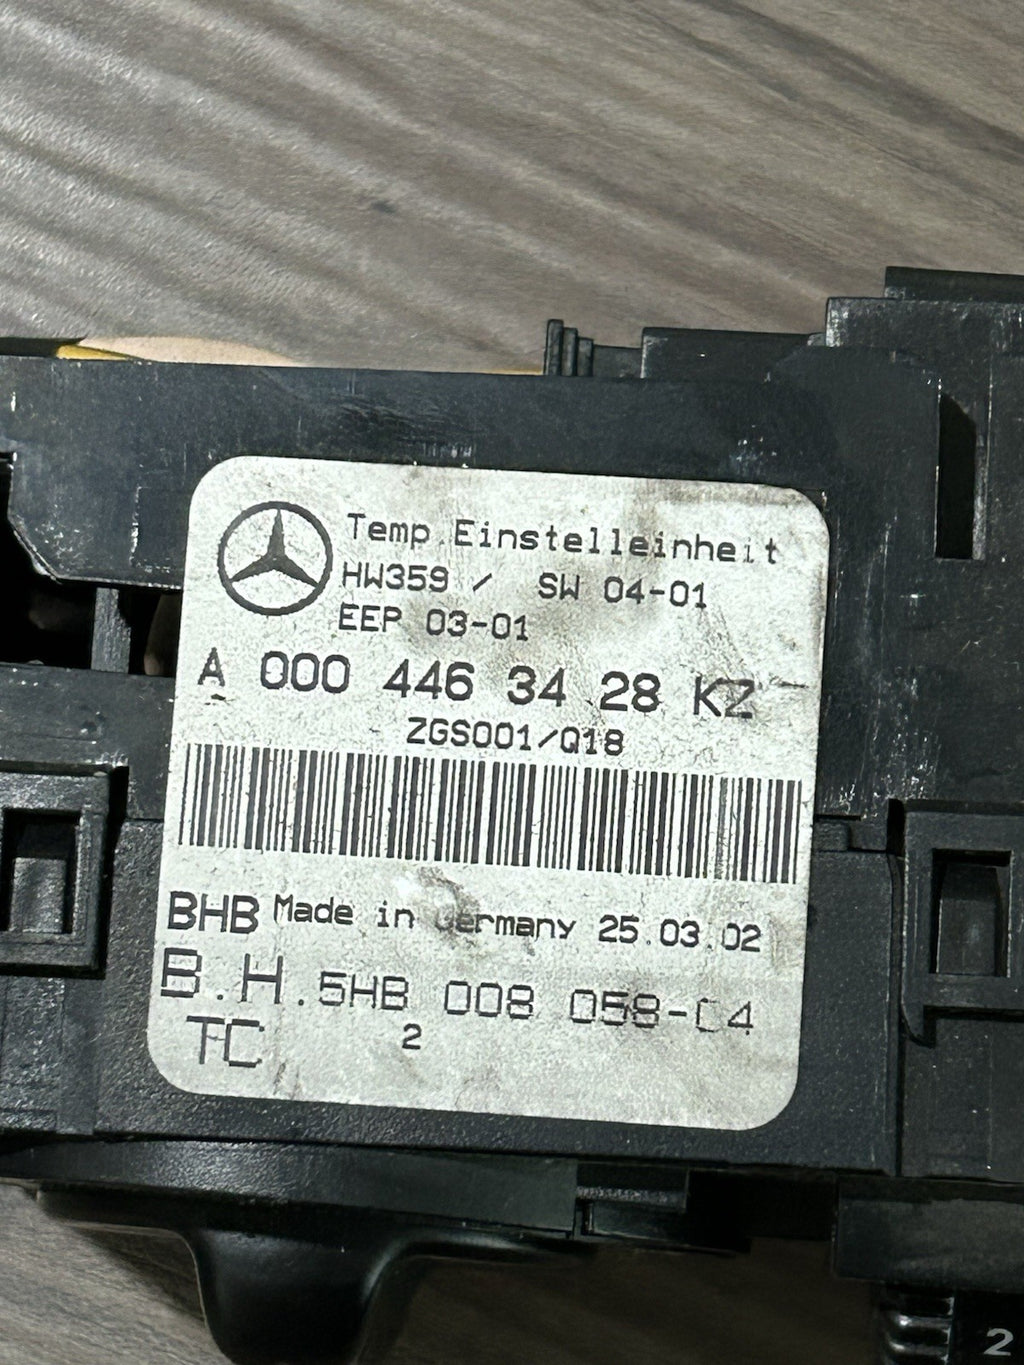 Temp.Einstelleinheit
HW359 / SW 04-01
EEP 03-01
A 000 446 34 28 KZ
ZGS001/Q18
BHB Made in Germany 25.03.02
B.H. 5HB 008 058-04
TC 2
2